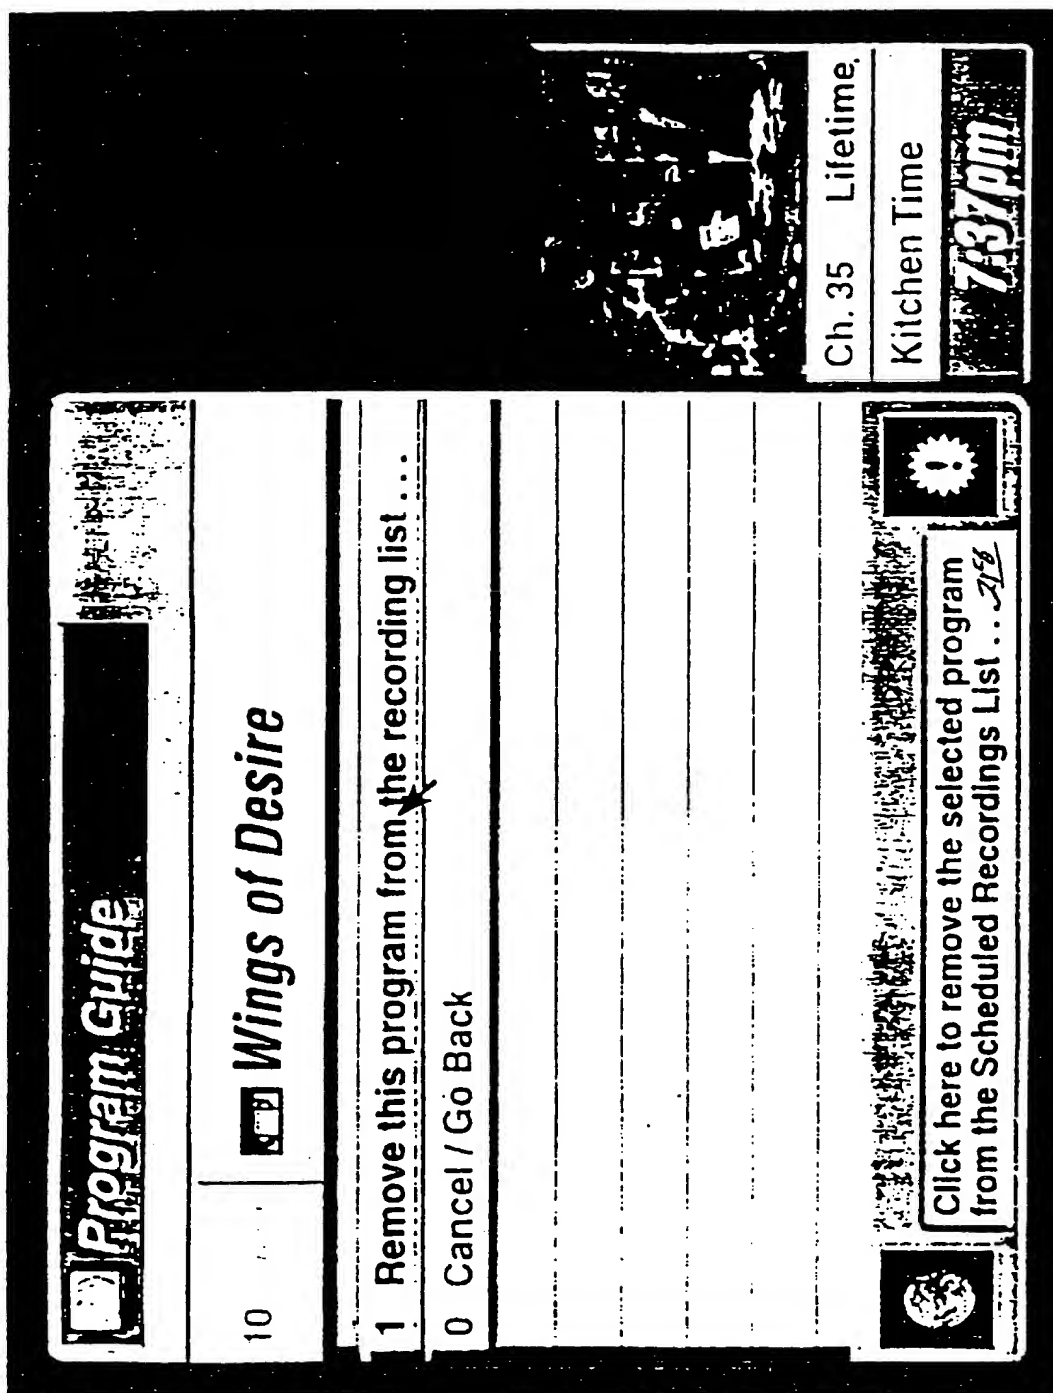 Program Guide
10 Wings of Desire
1 Remove this program from the recording list...
0 Cancel / Go Back
Click here to remove the selected program
from the Scheduled Recordings List...
Ch. 35 Lifetime,
Kitchen Time
7:37pm